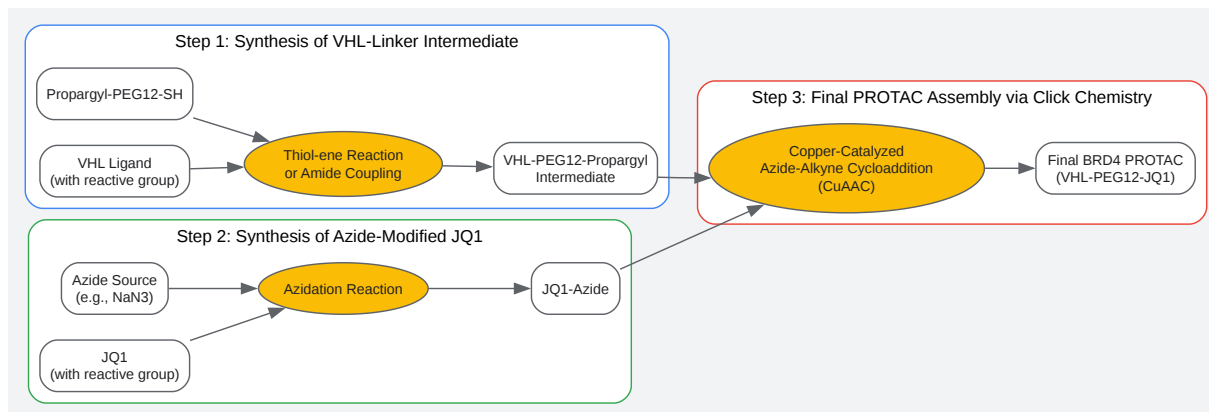 Step 1: Synthesis of VHL-Linker Intermediate
Propargyl-PEG12-SH
VHL Ligand
(with reactive group)
Thiol-ene Reaction
or Amide Coupling
VHL-PEG12-Propargyl
Intermediate
Step 2: Synthesis of Azide-Modified JQ1
Azide Source
(e.g., NaN3)
JQ1
(with reactive group)
Azidation Reaction
JQ1-Azide
Step 3: Final PROTAC Assembly via Click Chemistry
Copper-Catalyzed
Azide-Alkyne Cycloaddition
(CuAAC)
Final BRD4 PROTAC
(VHL-PEG12-JQ1)